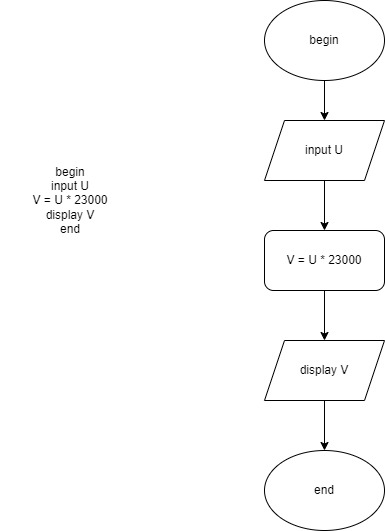 begin
input U
V = U * 23000
display V
end
begin
input U
V = U * 23000
display V
end